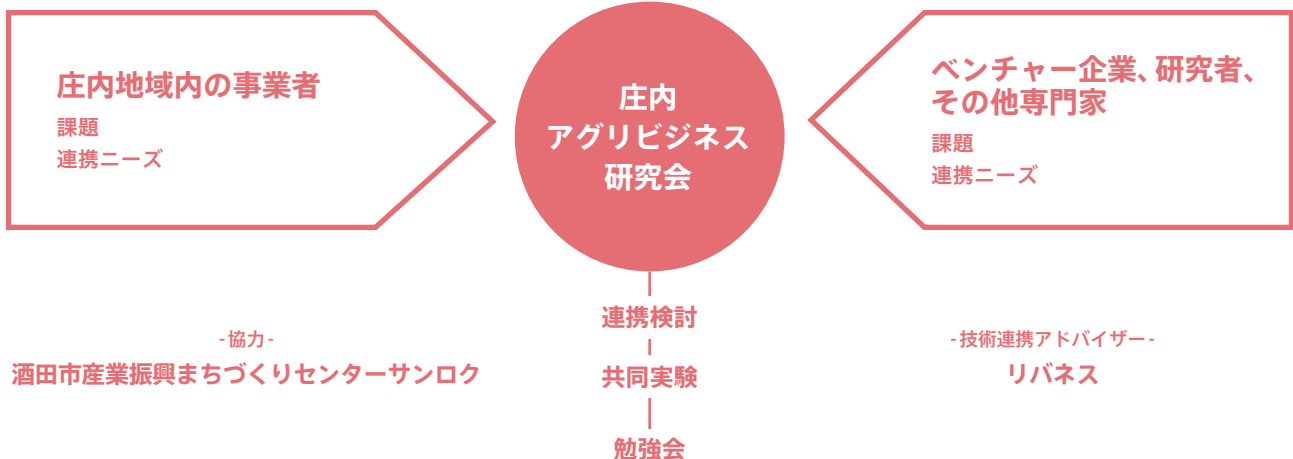 庄内地域内の事業者
課題
連携ニーズ
庄内
アグリビジネス
研究会
ベンチャー企業、研究者、
その他専門家
課題
連携ニーズ
連携検討
共同実験
勉強会
-協力-
酒田市産業振興まちづくりセンターサンロク
-技術連携アドバイザー-
リバネス